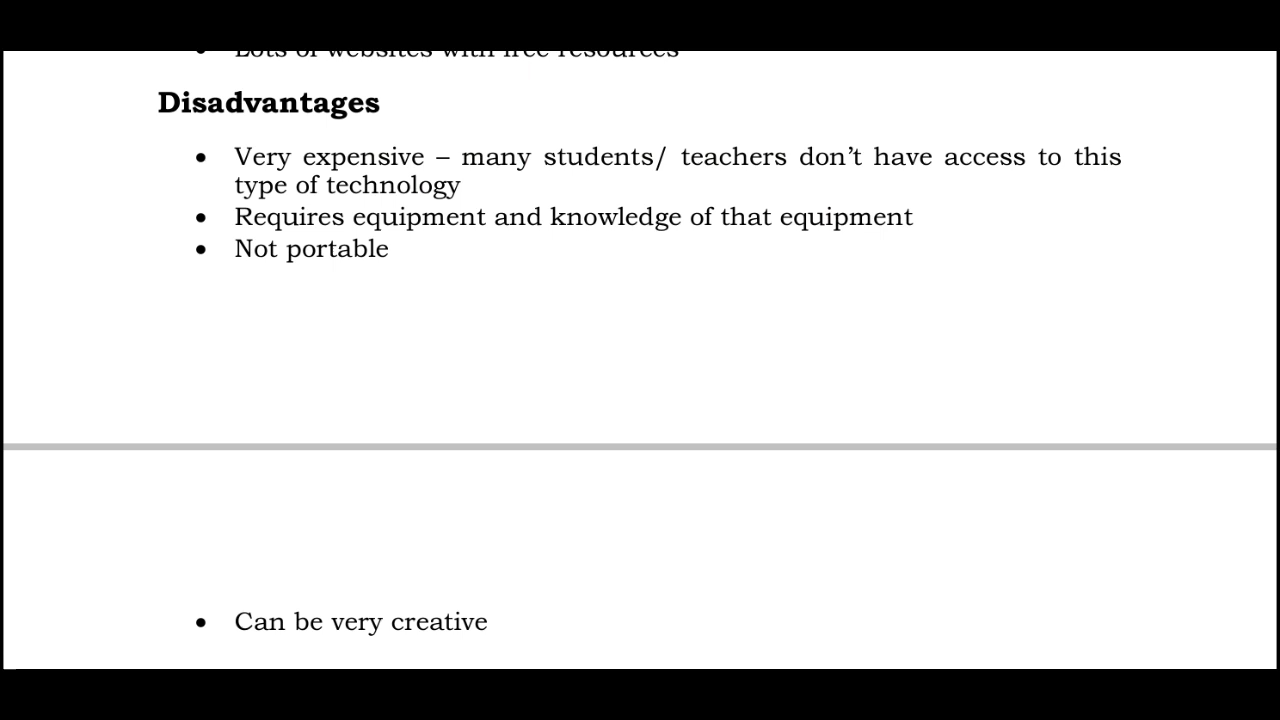 • Lots of websites with free resources
Disadvantages
• Very expensive – many students/ teachers don’t have access to this
type of technology
• Requires equipment and knowledge of that equipment
• Not portable
• Can be very creative